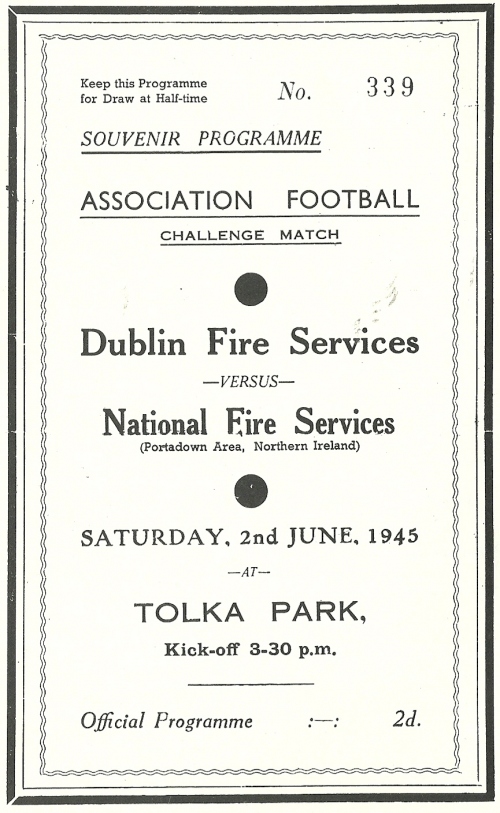 Keep this Programme
for Draw at Half-time
No. 339
SOUVENIR PROGRAMME
ASSOCIATION FOOTBALL
CHALLENGE MATCH
Dublin Fire Services
—VERSUS—
National Fire Services
(Portadown Area, Northern Ireland)
SATURDAY, 2nd JUNE, 1945
—AT—
TOLKA PARK,
Kick-off 3-30 p.m.
Official Programme :—: 2d.